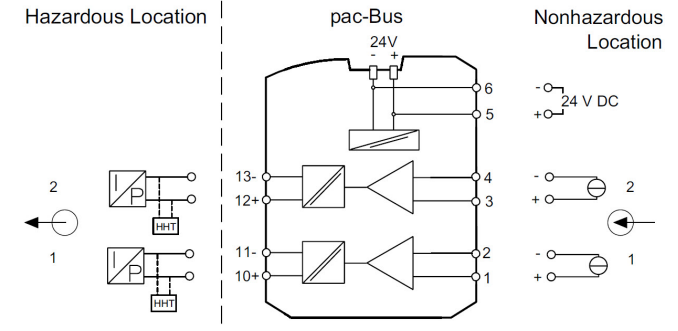 Hazardous Location
pac-Bus
Nonhazardous
Location
24V
- +
6
5
-
+
24 V DC
I
P
13-
12+
4
3
-
+
2
2
HHT
1
I
P
11-
10+
2
1
-
+
1
HHT